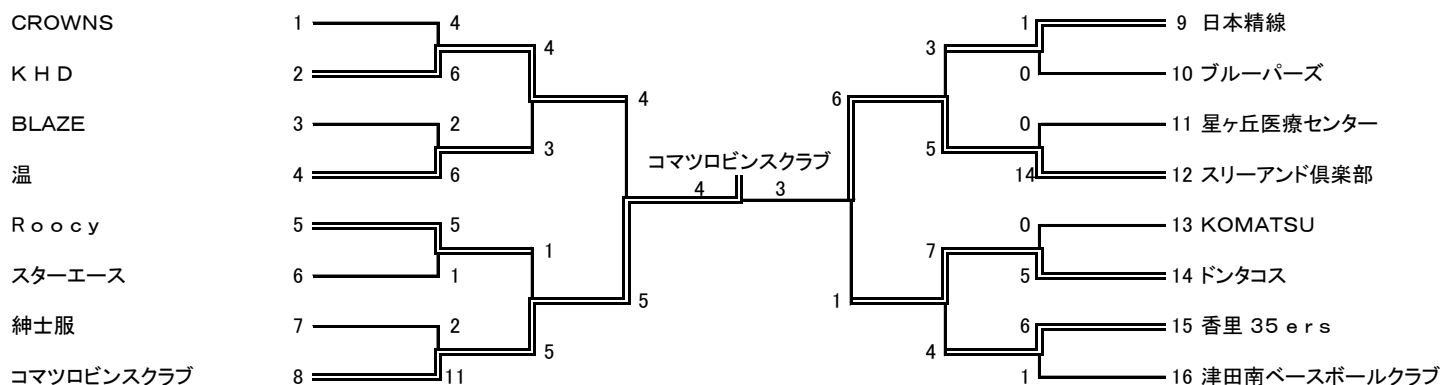 CROWNS 1 4 1 9 日本精線
4 3
ＫＨＤ 2 6 0 10 ブルーパーズ
4 6
BLAZE 3 2 0 11 星ヶ丘医療センター
3 5
温 4 6 14 12 スリーアンド倶楽部
コマツロビンスクラブ
4 3
Ｒｏｏｃｙ 5 5 0 13 KOMATSU
1 7
スターエース 6 1 5 14 ドンタコス
5 1
紳士服 7 2 6 15 香里 35 ｅｒｓ
5 4
コマツロビンスクラブ 8 11 1 16 津田南ベースボールクラブ